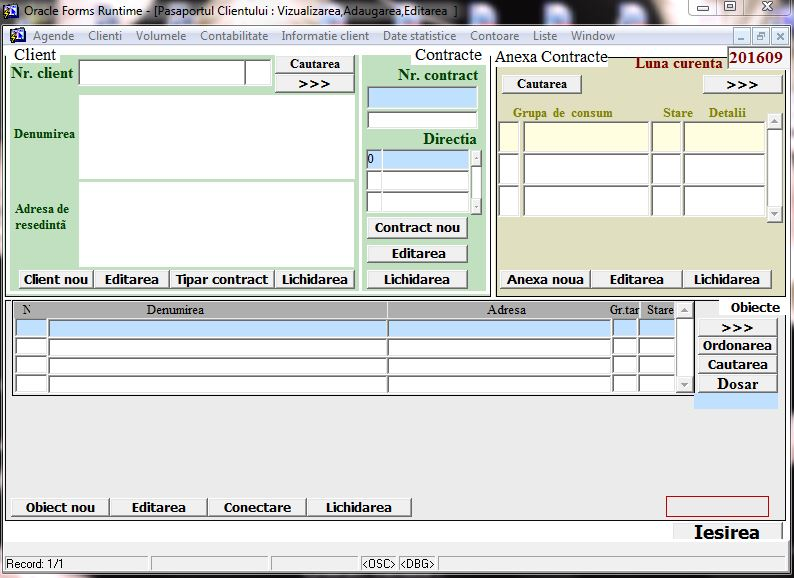 Oracle Forms Runtime - [Pasaportul Clientului : Vizualizarea,Adaugarea,Editarea ]
Agende Clienti Volumele Contabilitate Informatie client Date statistice Contoare Liste Window
Client
Nr. client
Cautarea
>>>
Denumirea
Adresa de
resedintă
Client nou Editarea Tipar contract Lichidarea
Contracte
Nr. contract
Directia
0
Contract nou
Editarea
Lichidarea
Anexa Contracte
Luna curenta 201609
Cautarea >>>
Grupa de consum Stare Detalii
Anexa noua Editarea Lichidarea
N Denumirea Adresa Gr.tar Stare
Obiecte
>>>
Ordonarea
Cautarea
Dosar
Obiect nou Editarea Conectare Lichidarea
Iesirea
Record: 1/1 <OSC> <DBG>